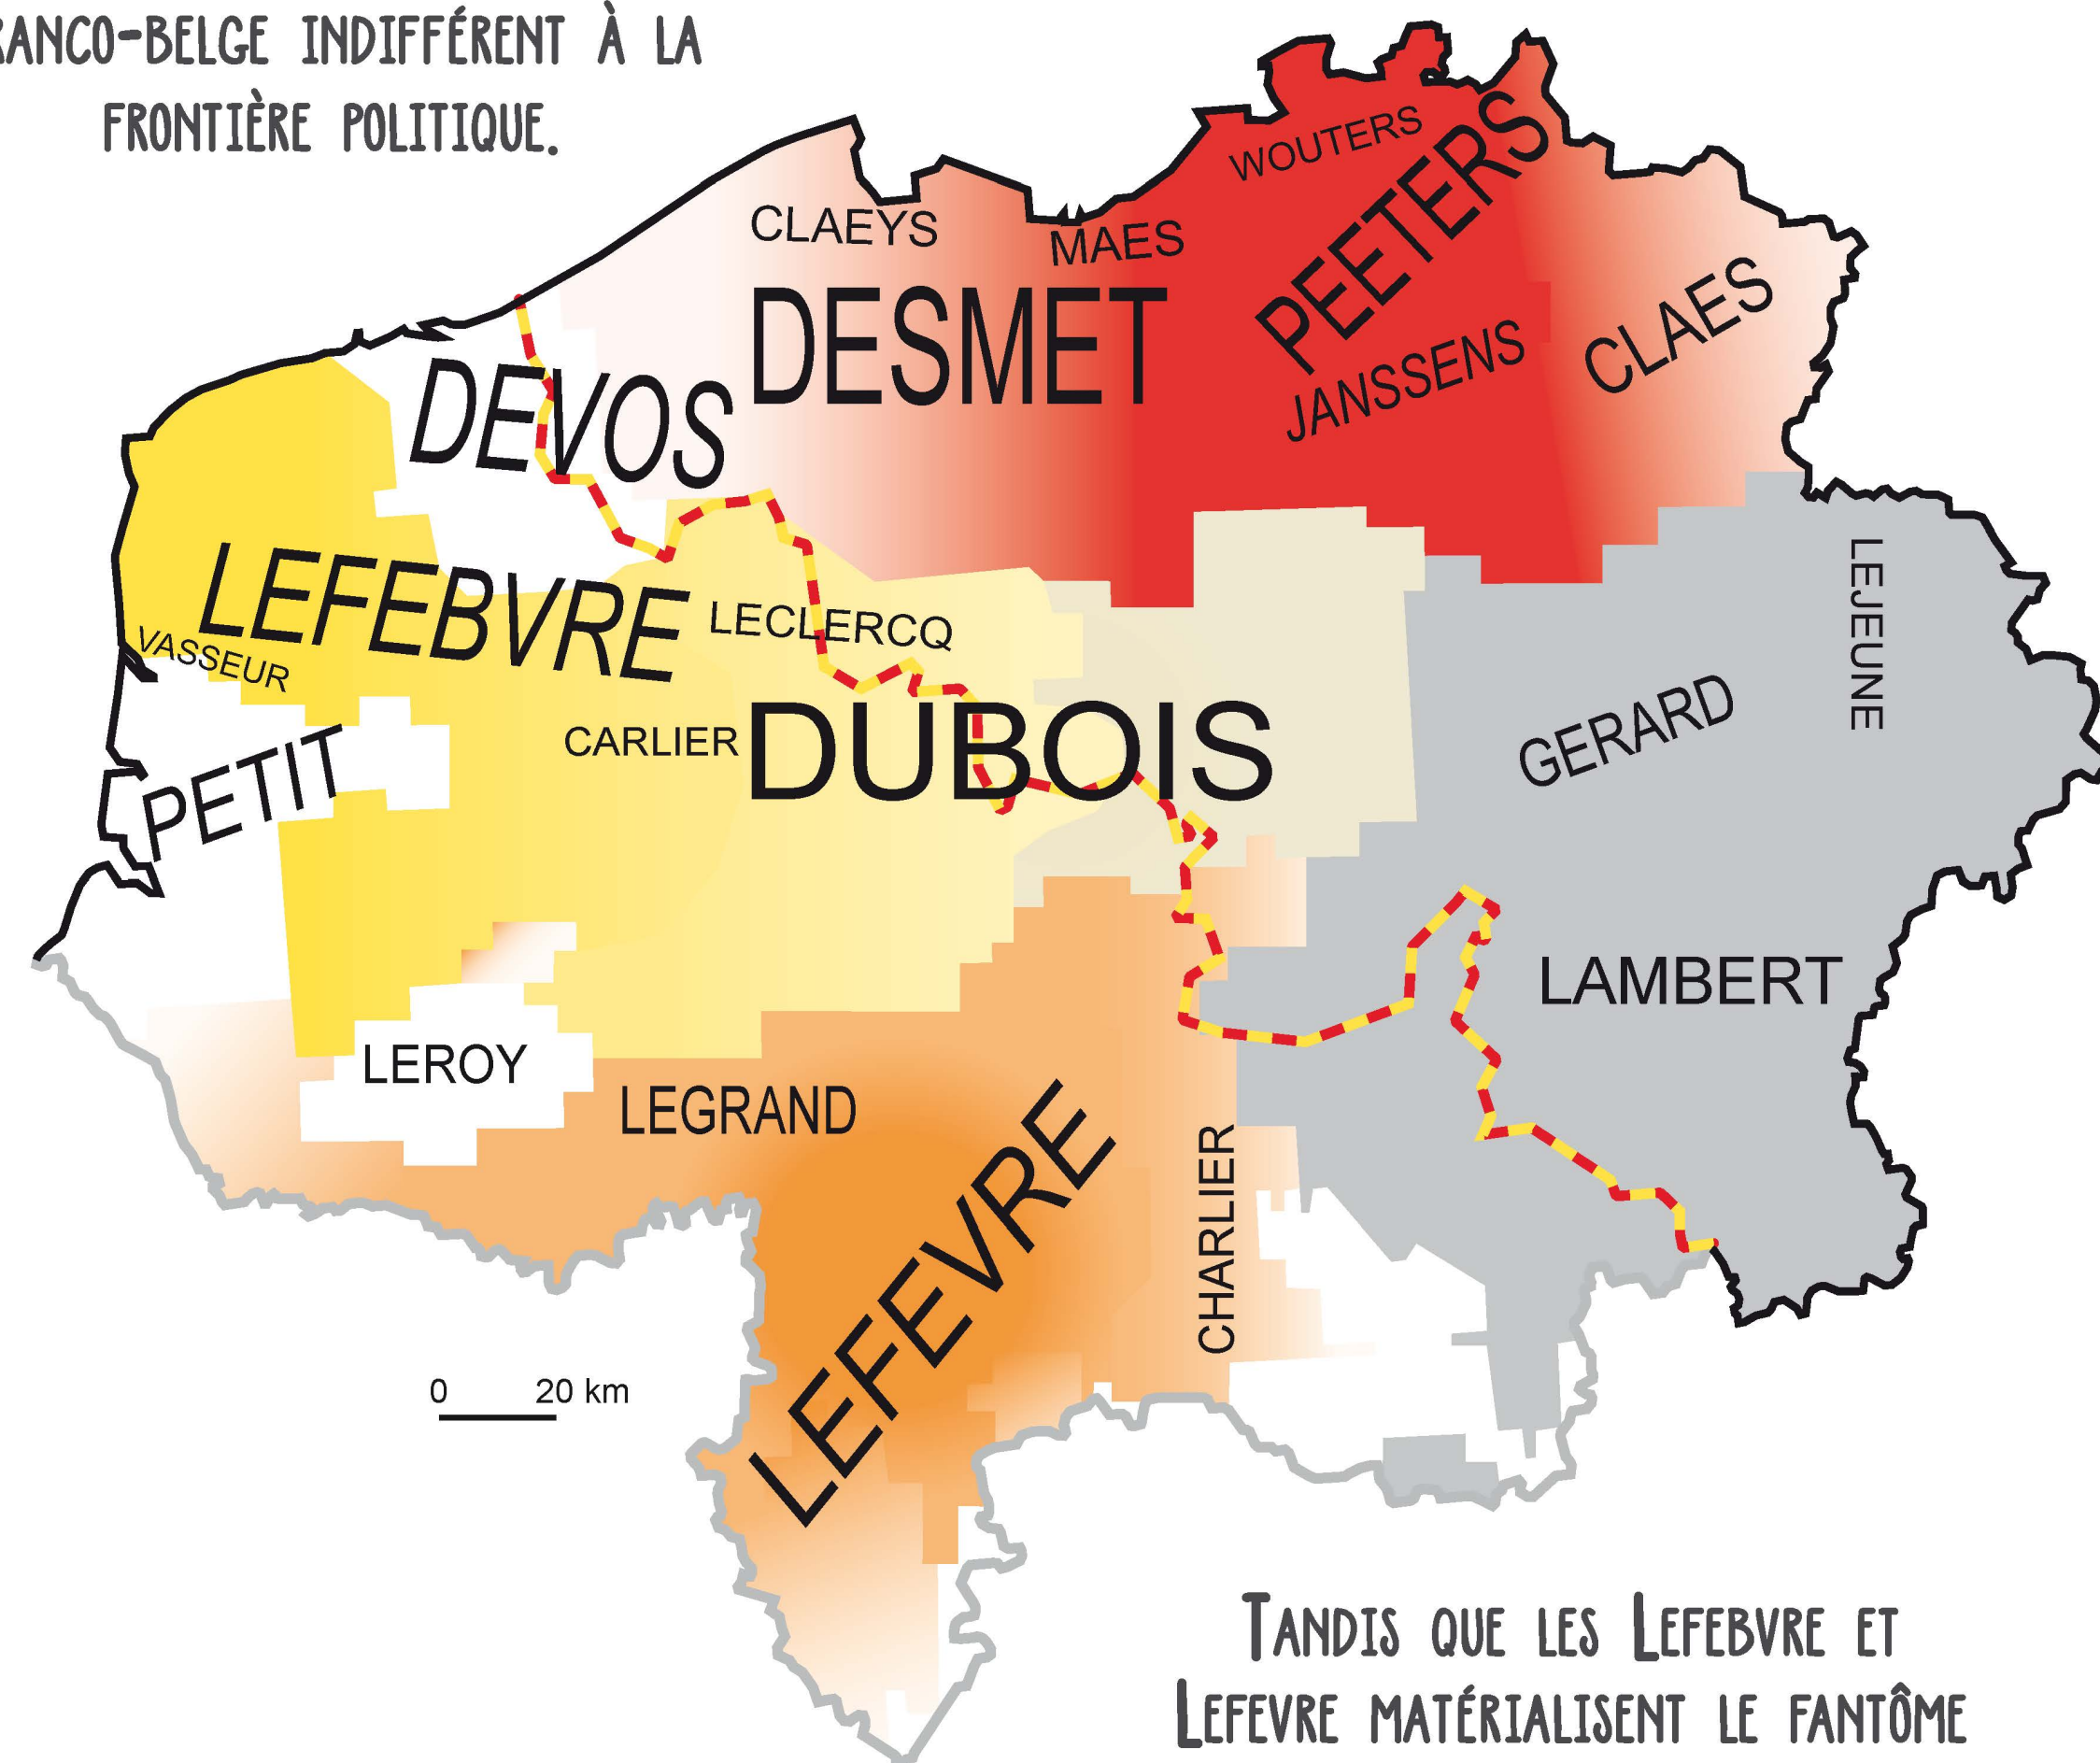 RANCO-BELGE INDIFFÉRENT À LA
FRONTIÈRE POLITIQUE.
WOUTERS
PEETERS
CLAEYS
MAES
DESMET
JANSSENS
CLAES
DEVOS
LEFEBVRE
LECLERCQ
VASSEUR
LEJEUNE
PETIT
CARLIER
DUBOIS
GERARD
LAMBERT
LEROY
LEGRAND
LEFEVRE
CHARLIER
0 20 km
TANDIS QUE LES LEFEBVRE ET
LEFEVRE MATÉRIALISENT LE FANTÔME